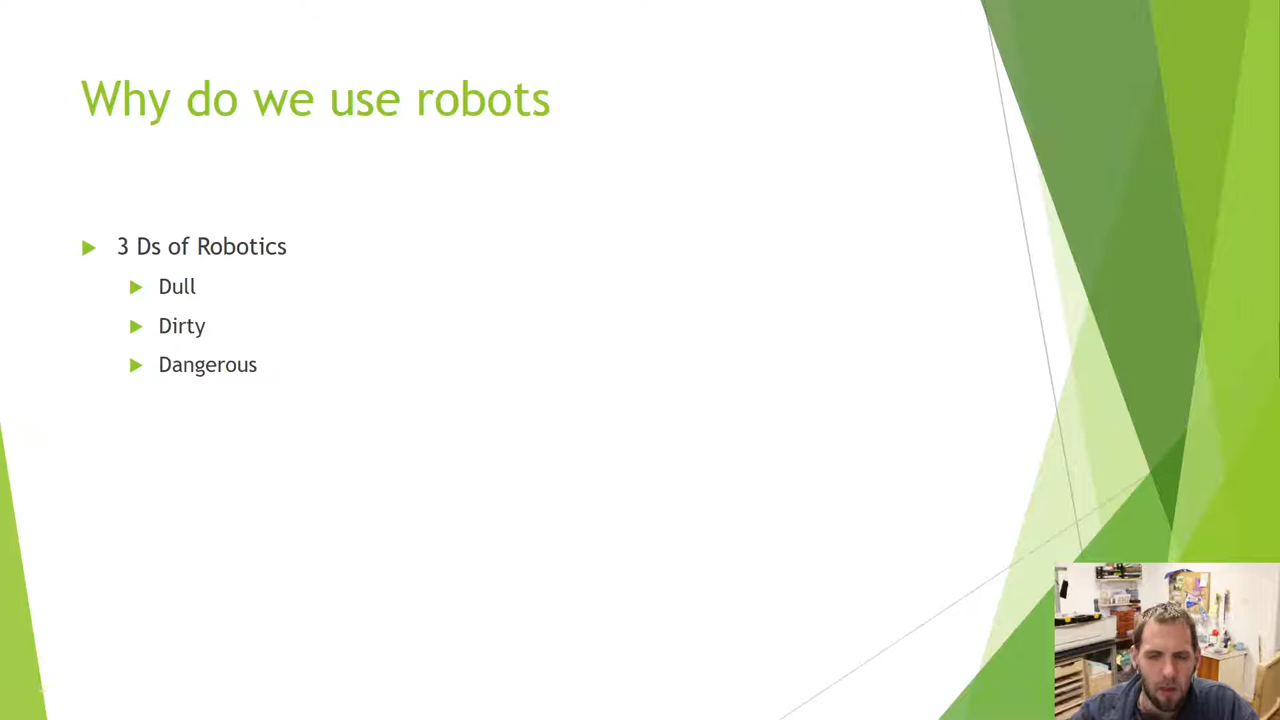 Why do we use robots
3 Ds of Robotics
Dull
Dirty
Dangerous